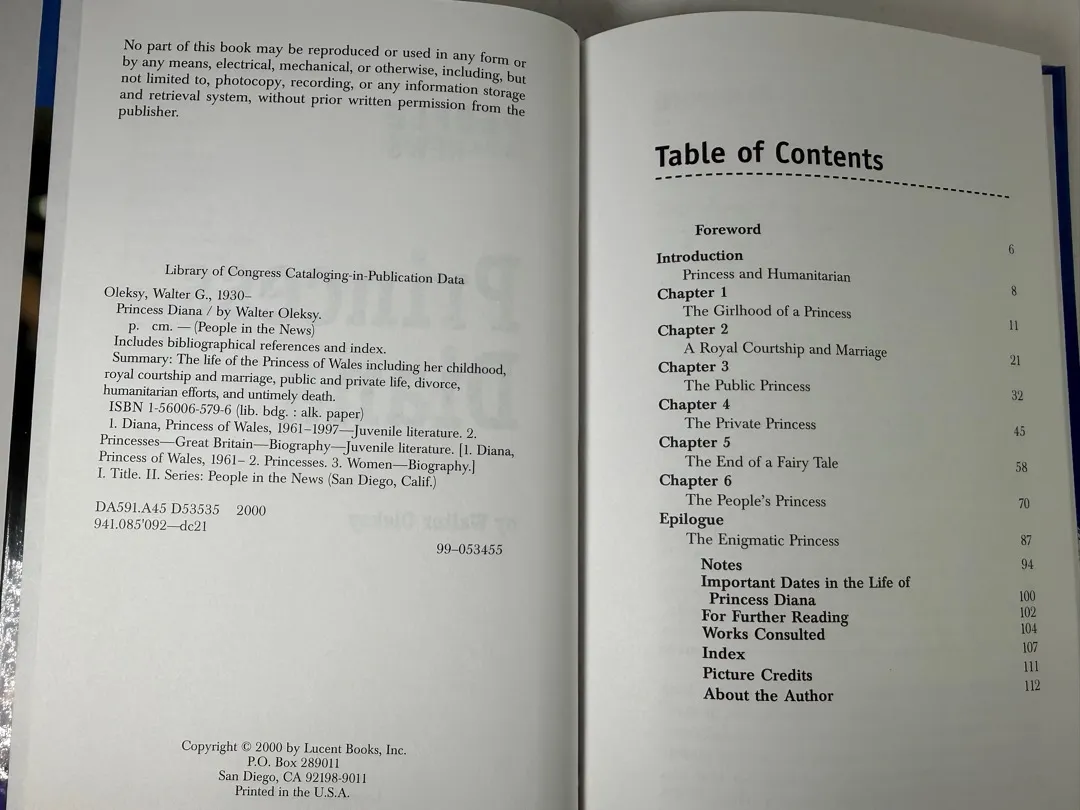 No part of this book may be reproduced or used in any form or
by any means, electrical, mechanical, or otherwise, including, but
not limited to, photocopy, recording, or any information storage
and retrieval system, without prior written permission from the
publisher.
Library of Congress Cataloging-in-Publication Data
Oleksy, Walter G., 1930–
Princess Diana / by Walter Oleksy.
p. cm. — (People in the News)
Includes bibliographical references and index.
Summary: The life of the Princess of Wales including her childhood,
royal courtship and marriage, public and private life, divorce,
humanitarian efforts, and untimely death.
ISBN 1-56006-579-6 (lib. bdg. : alk. paper)
1. Diana, Princess of Wales, 1961-1997—Juvenile literature. 2.
Princesses—Great Britain—Biography—Juvenile literature. [1. Diana,
Princess of Wales, 1961– 2. Princesses. 3. Women—Biography.]
I. Title. II. Series: People in the News (San Diego, Calif.)
DA591.A45 D53535 2000
941.085'092—dc21
99–053455
Copyright © 2000 by Lucent Books, Inc.
P.O. Box 289011
San Diego, CA 92198-9011
Printed in the U.S.A.
Table of Contents
Foreword 6
Introduction
Princess and Humanitarian 8
Chapter 1
The Girlhood of a Princess 11
Chapter 2
A Royal Courtship and Marriage 21
Chapter 3
The Public Princess 32
Chapter 4
The Private Princess 45
Chapter 5
The End of a Fairy Tale 58
Chapter 6
The People's Princess 70
Epilogue
The Enigmatic Princess 87
Notes 94
Important Dates in the Life of
Princess Diana 100
For Further Reading 102
Works Consulted 104
Index 107
Picture Credits 111
About the Author 112